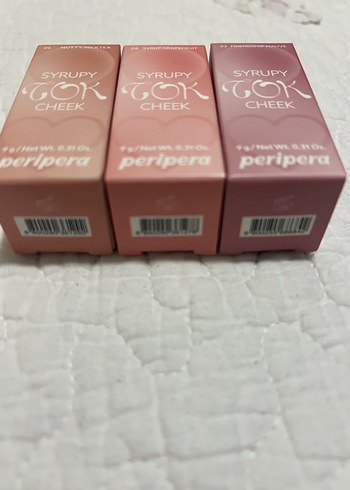 SYRUPY
TOK
CHEEK
9 g / Net Wt. 0.31 Oz.
peripera
SYRUPY
TOK
CHEEK
9 g / Net Wt. 0.31 Oz.
peripera
SYRUPY
TOK
CHEEK
9 g / Net Wt. 0.31 Oz.
peripera